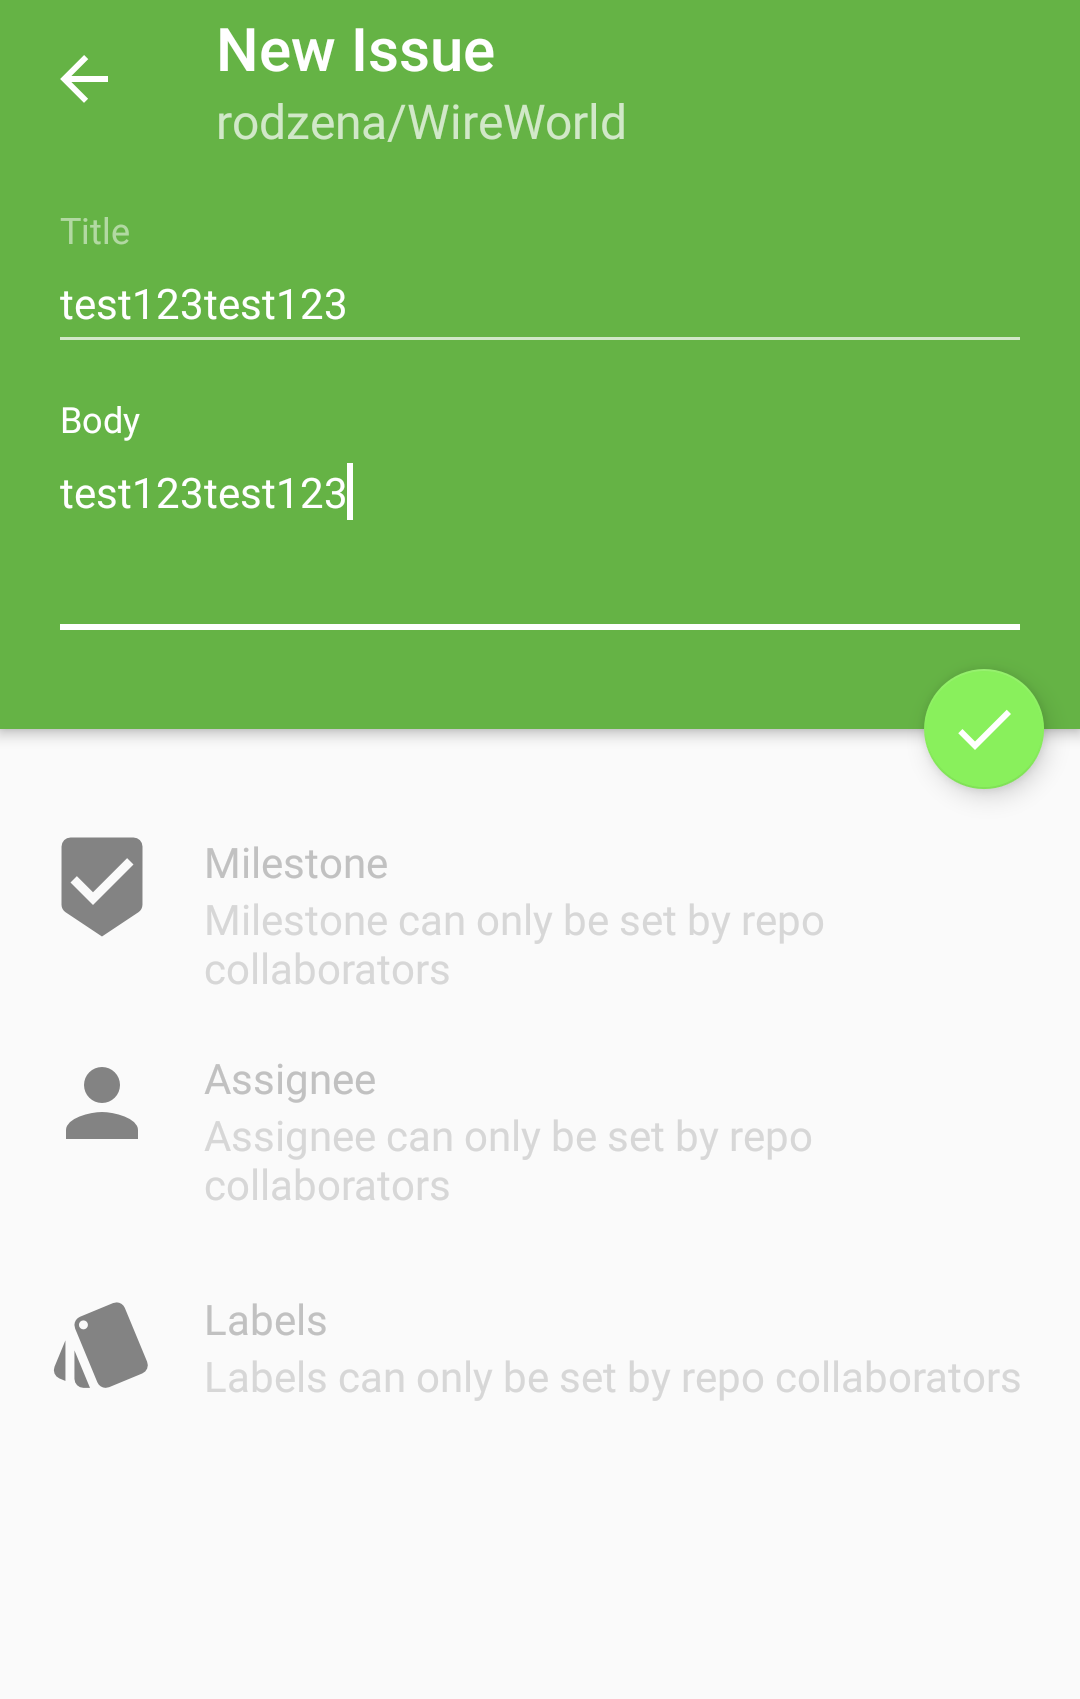 New Issue
rodzena/WireWorld
Title
test123test123
Body
test123test123
Milestone
Milestone can only be set by repo
collaborators
Assignee
Assignee can only be set by repo
collaborators
Labels
Labels can only be set by repo collaborators